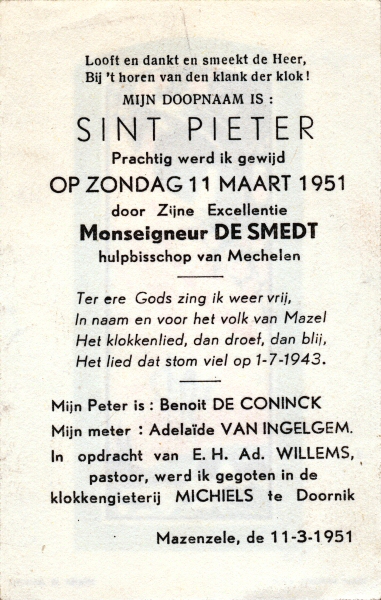 Looft en dankt en smeekt de Heer,
Bij 't horen van den klank der klok!
MIJN DOOPNAAM IS :
SINT PIETER
Prachtig werd ik gewijd
OP ZONDAG 11 MAART 1951
door Zijne Excellentie
Monseigneur DE SMEDT
hulpbisschop van Mechelen
Ter ere Gods zing ik weer vrij,
In naam en voor het volk van Mazel
Het klokkenlied, dan droef, dan blij,
Het lied dat stom viel op 1-7-1943.
Mijn Peter is : Benoit DE CONINCK
Mijn meter : Adelaïde VAN INGELGEM.
In opdracht van E. H. Ad. WILLEMS,
pastoor, werd ik gegoten in de
klokkengieterij MICHIELS te Doornik
Mazenzele, de 11-3-1951